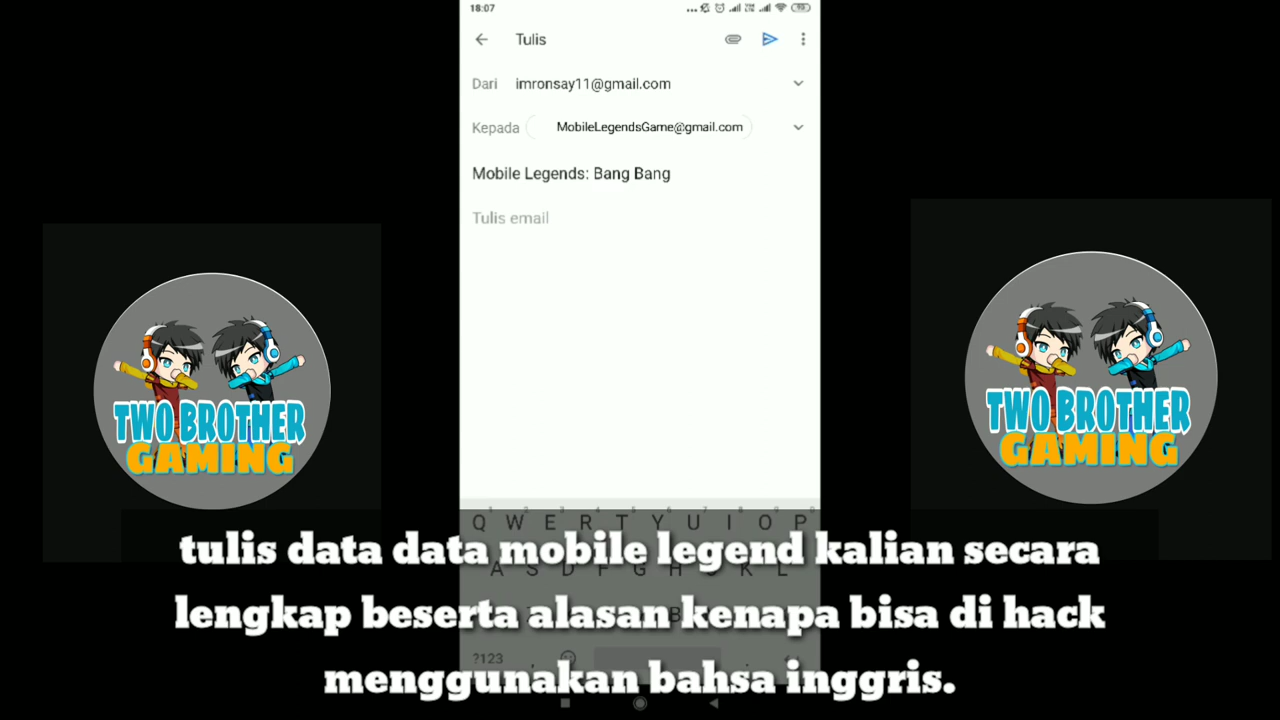 18:07
Tulis
Dari imronsay11@gmail.com
Kepada MobileLegendsGame@gmail.com
Mobile Legends: Bang Bang
Tulis email
TWO BROTHER
GAMING
TWO BROTHER
GAMING
Q W E R T Y U I O P
A S D F G H J K L
tulis data data mobile legend kalian secara
lengkap beserta alasan kenapa bisa di hack
?123
menggunakan bahsa inggris.